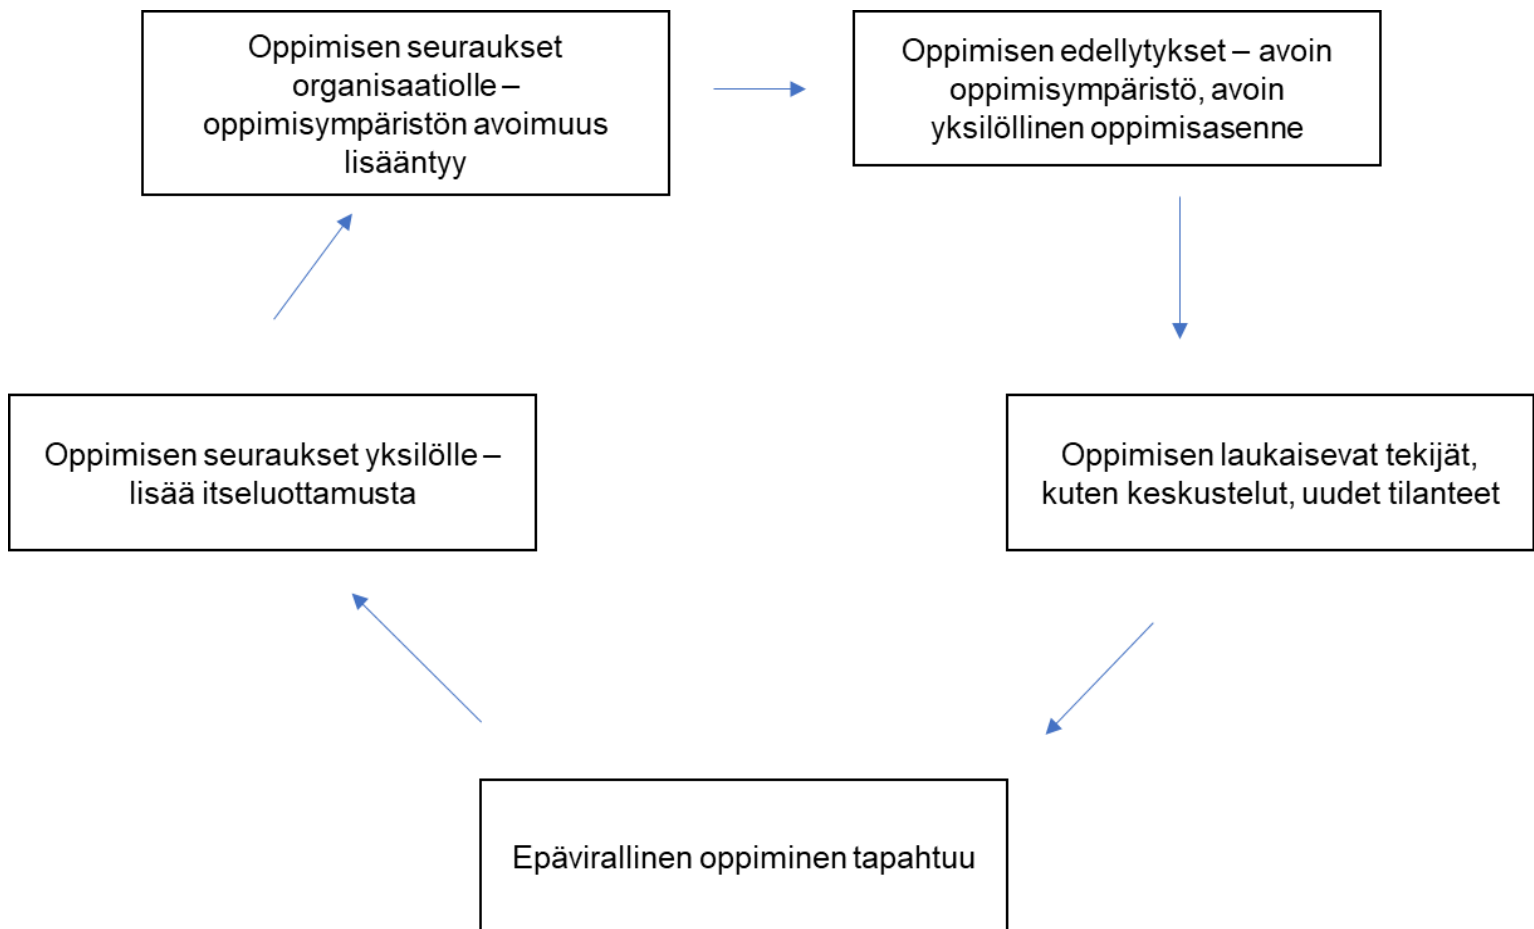 Oppimisen seuraukset
organisaatiolle –
oppimisympäristön avoimuus
lisääntyy
Oppimisen edellytykset – avoin
oppimisympäristö, avoin
yksilöllinen oppimisasenne
Oppimisen laukaisevat tekijät,
kuten keskustelut, uudet tilanteet
Epävirallinen oppiminen tapahtuu
Oppimisen seuraukset yksilölle –
lisää itseluottamusta